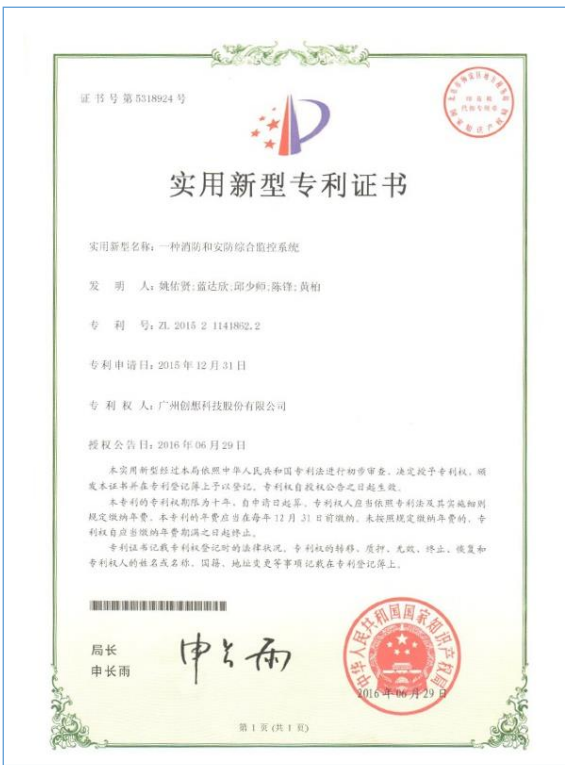 证书号第5318924号
实用新型专利证书
实用新型名称：一种消防和安防综合监控系统
发 明 人：姚佑贤;蓝达欣;邱少师;陈锋;黄柏
专 利 号：ZL 2015 2 1141862.2
专利申请日：2015年12月31日
专 利 权 人：广州创想科技股份有限公司
授权公告日：2016年06月29日
本实用新型经过本局依照中华人民共和国专利法进行初步审查，决定授予专利权，颁
发本证书并在专利登记簿上予以登记。专利权自授权公告之日起生效。
本专利的专利权期限为十年，自申请日起算。专利权人应当依照专利法及其实施细则
规定缴纳年费。本专利的年费应当在每年12月31日前缴纳。未按照规定缴纳年费的，专
利权自应当缴纳年费期满之日起终止。
专利证书记载专利权登记时的法律状况。专利权的转移、质押、无效、终止、恢复和
专利权人的姓名或名称、国籍、地址变更等事项记载在专利登记簿上。
局长
申长雨
申长雨
中华人民共和国国家知识产权局
2016年06月29日
第1页(共1页)